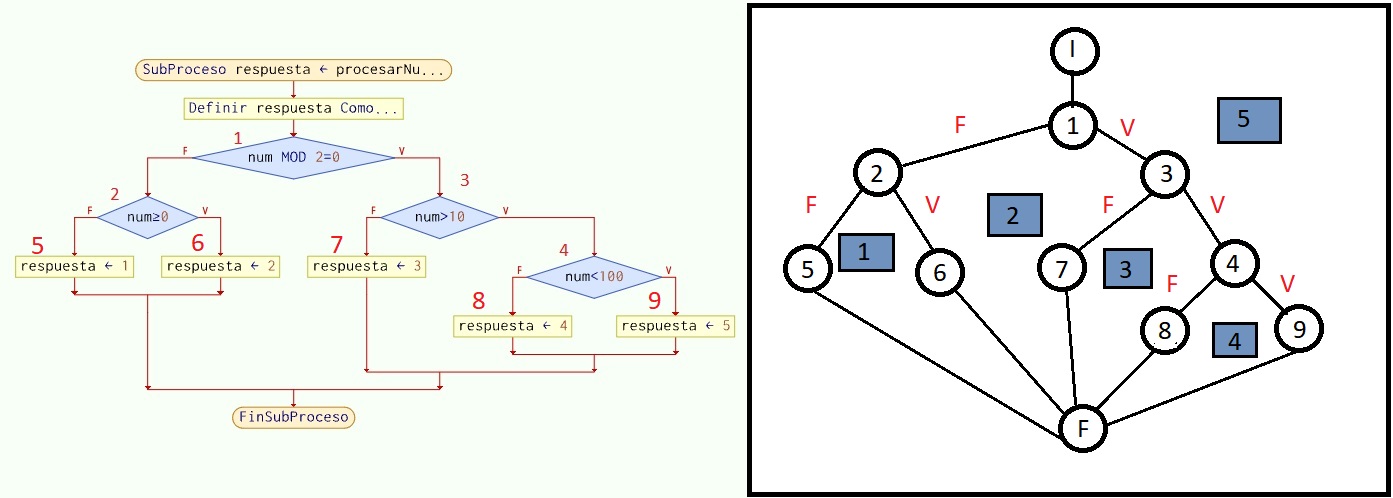 SubProceso respuesta ← procesarNu...
Definir respuesta Como...
1
F
num MOD 2=0
V
2
F
num≥0
V
3
F
num>10
V
5
respuesta ← 1
6
respuesta ← 2
7
respuesta ← 3
4
F
num<100
V
8
respuesta ← 4
9
respuesta ← 5
FinSubProceso
I
1
F
V
5
2
3
F
V
2
F
V
5
1
6
7
3
4
F
V
8
4
9
F